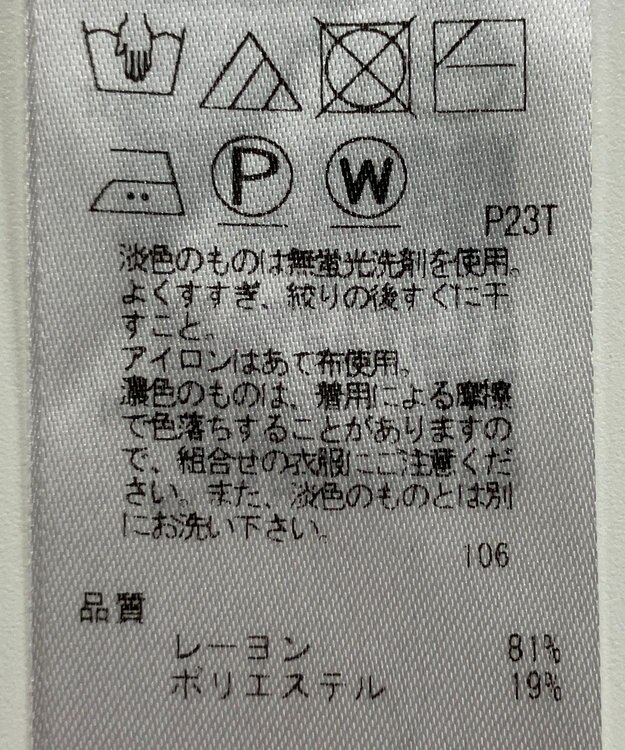 P W
P23T
淡色のものは無蛍光洗剤を使用。
よくすすぎ、絞りの後すぐに干
すこと。
アイロンはあて布使用。
濃色のものは、着用による摩擦
で色落ちすることがありますの
で、組合せの衣服にご注意くだ
さい。また、淡色のものとは別
にお洗い下さい。
106
品質
レーヨン 81%
ポリエステル 19%